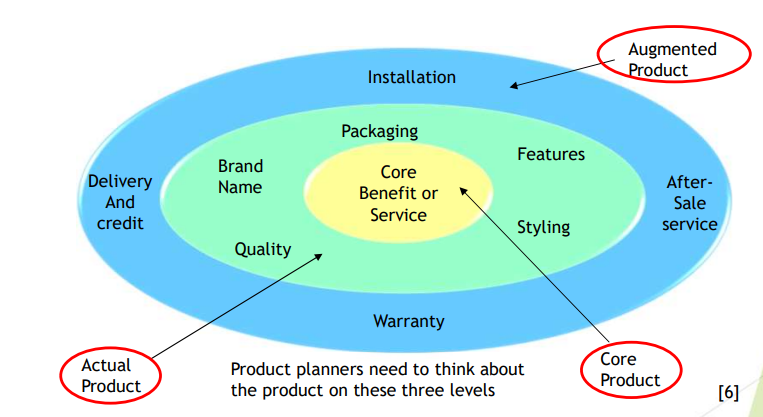 Augmented
Product
Installation
Packaging
Features
Brand
Name
Core
Benefit or
Service
Delivery
And
credit
After-
Sale
service
Styling
Quality
Warranty
Actual
Product
Product planners need to think about
the product on these three levels
Core
Product
[6]